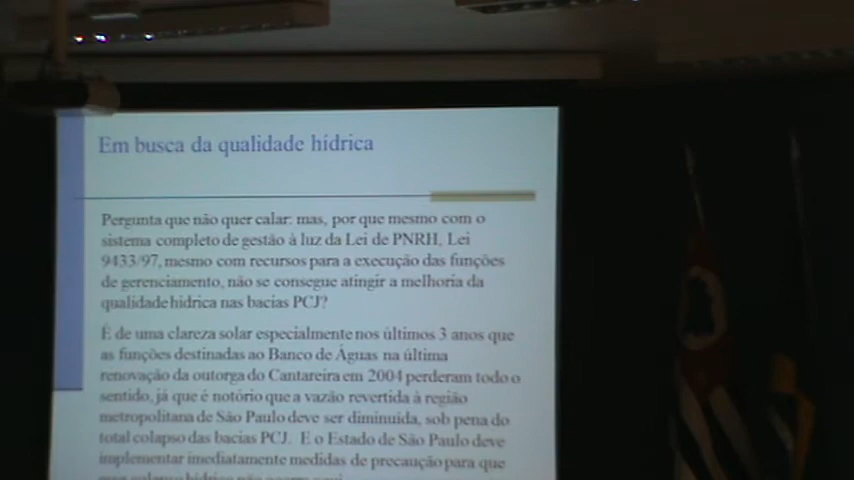 Em busca da qualidade hídrica
Pergunta que não quer calar: mas, por que mesmo com o
sistema completo de gestão à luz da Lei de PNRH, Lei
9433/97, mesmo com recursos para a execução das funções
de gerenciamento, não se consegue atingir a melhoria da
qualidade hídrica nas bacias PCJ?
É de uma clareza solar especialmente nos últimos 3 anos que
as funções destinadas ao Banco de Águas na última
renovação da outorga do Cantareira em 2004 perderam todo o
sentido, já que é notório que a vazão revertida à região
metropolitana de São Paulo deve ser diminuída, sob pena do
total colapso das bacias PCJ. E o Estado de São Paulo deve
implementar imediatamente medidas de precaução para que